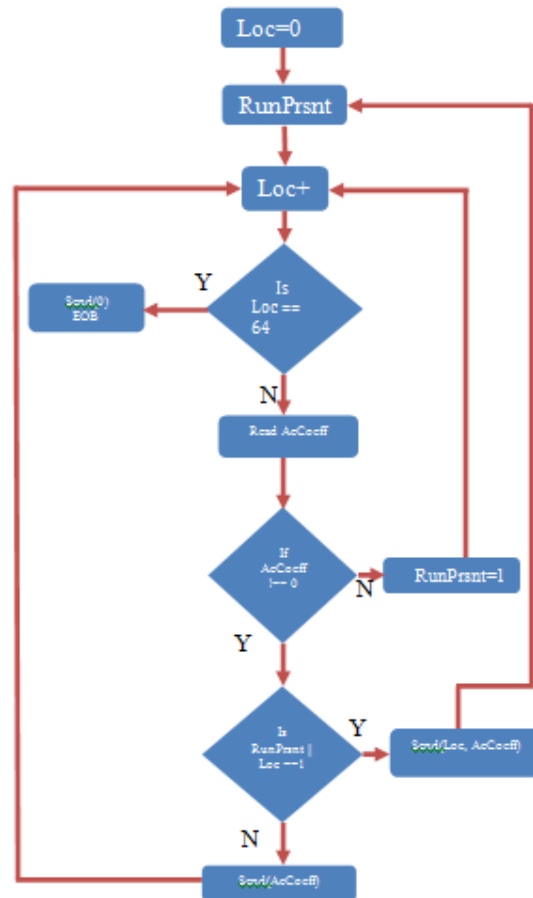 Loc=0
RunPrsnt
Loc+
Y
Is
Loc ==
64
Send(0)
EOB
N
Read AcCoeff
If
AcCoeff
!== 0
N
RunPrsnt=1
Y
Is
RunPrsnt |
Loc ==1
Y
Send(Loc, AcCoeff)
N
Send(AcCoeff)